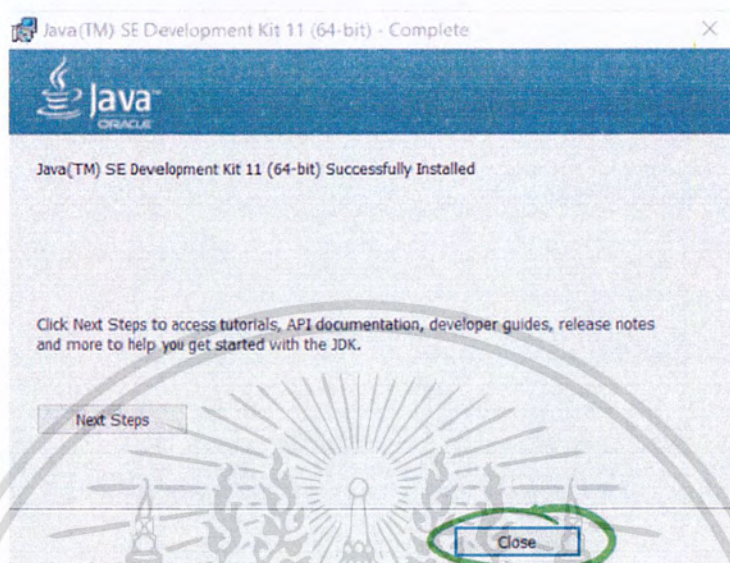 Java(TM) SE Development Kit 11 (64-bit) - Complete
Java™
ORACLE
Java(TM) SE Development Kit 11 (64-bit) Successfully Installed
Click Next Steps to access tutorials, API documentation, developer guides, release notes
and more to help you get started with the JDK.
Next Steps
Close